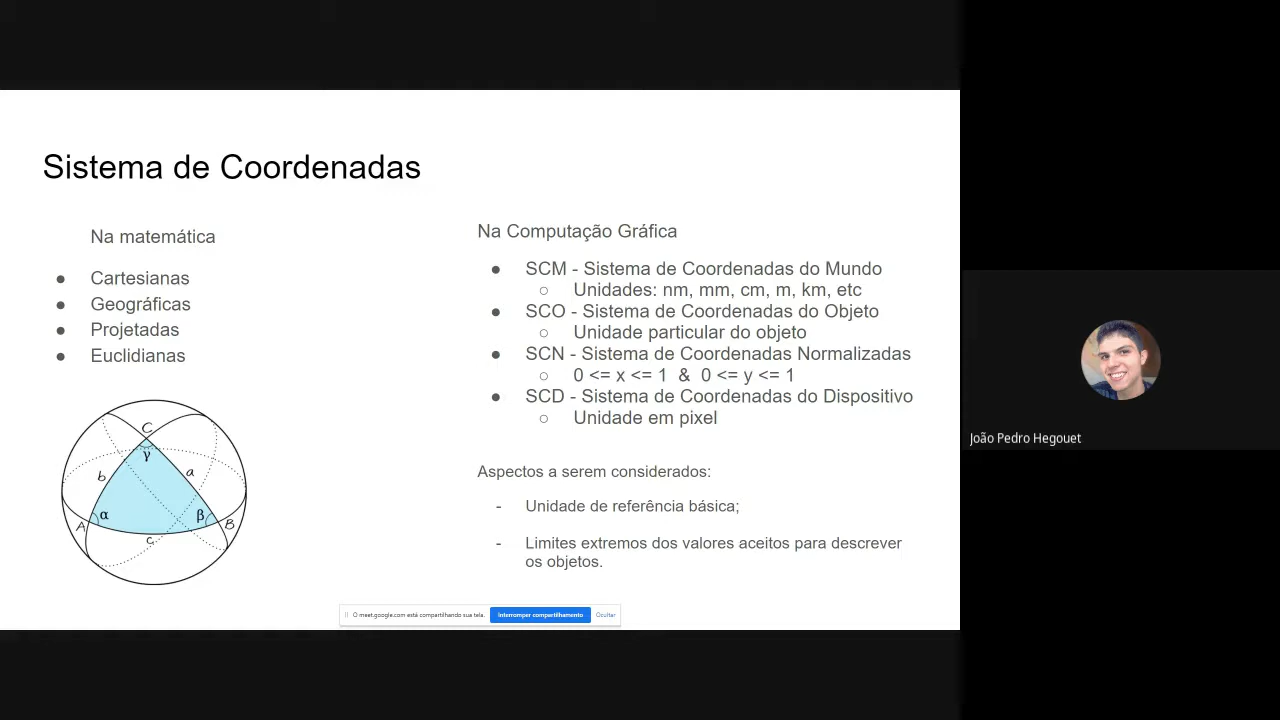 Sistema de Coordenadas
Na matemática
● Cartesianas
● Geográficas
● Projetadas
● Euclidianas
C
γ
b
a
A
α
β
B
c
Na Computação Gráfica
● SCM - Sistema de Coordenadas do Mundo
○ Unidades: nm, mm, cm, m, km, etc
● SCO - Sistema de Coordenadas do Objeto
○ Unidade particular do objeto
● SCN - Sistema de Coordenadas Normalizadas
○ 0 <= x <= 1 & 0 <= y <= 1
● SCD - Sistema de Coordenadas do Dispositivo
○ Unidade em pixel
Aspectos a serem considerados:
- Unidade de referência básica;
- Limites extremos dos valores aceitos para descrever
os objetos.
O meet.google.com está compartilhando sua tela. Interromper compartilhamento Ocultar
João Pedro Hegouet